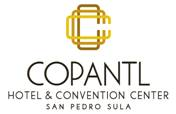 COPANTL
HOTEL & CONVENTION CENTER
SAN PEDRO SULA